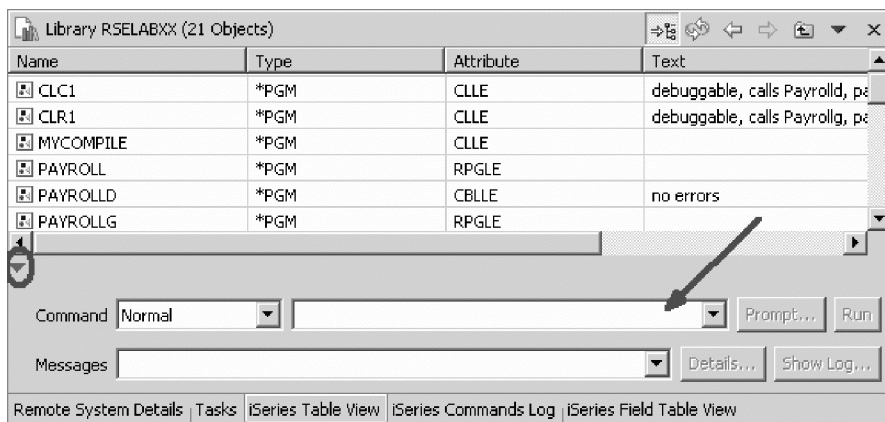 Library RSELABXX (21 Objects)
Name Type Attribute Text
CLC1 *PGM CLLE debuggable, calls Payrolld, pa
CLR1 *PGM CLLE debuggable, calls Payrollg, pa
MYCOMPILE *PGM CLLE
PAYROLL *PGM RPGLE
PAYROLLD *PGM CBLLE no errors
PAYROLLG *PGM RPGLE
Command Normal Prompt... Run
Messages Details... Show Log...
Remote System Details Tasks iSeries Table View iSeries Commands Log iSeries Field Table View